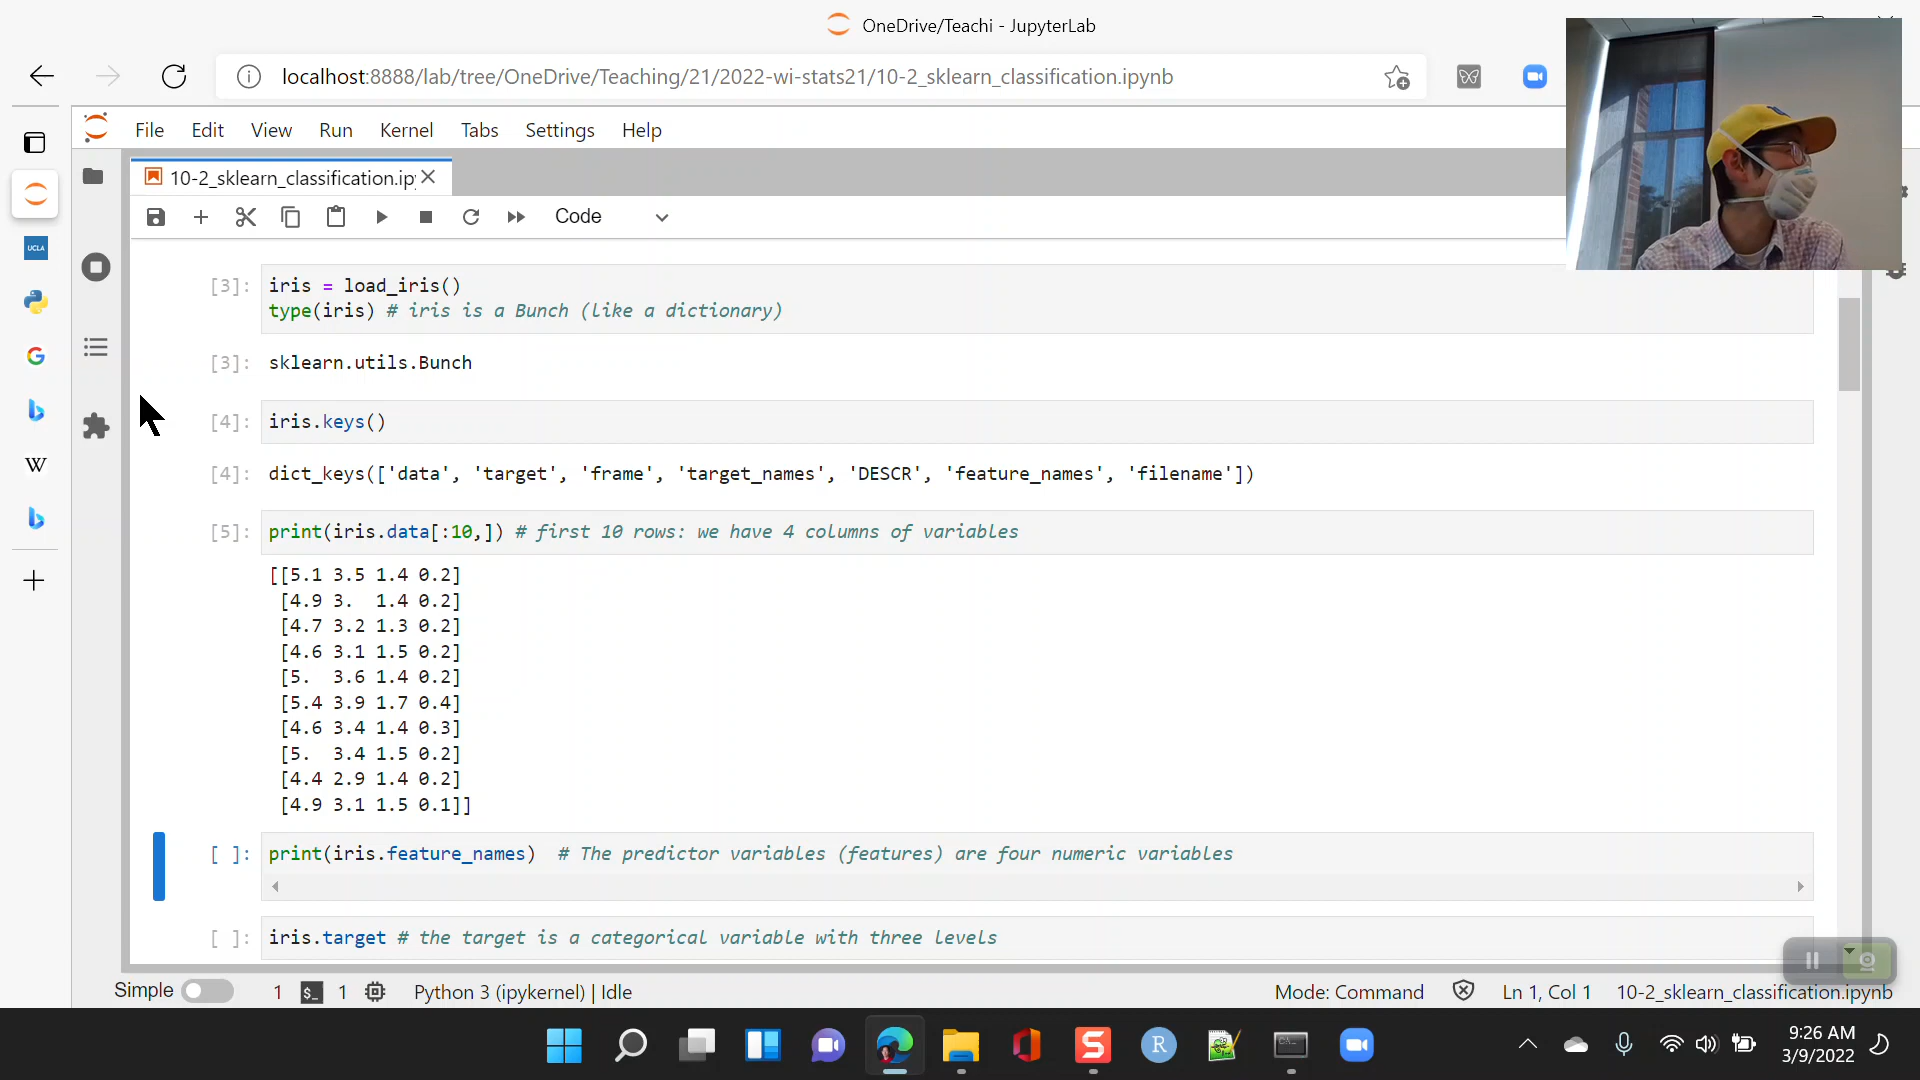 OneDrive/Teachi - JupyterLab
localhost:8888/lab/tree/OneDrive/Teaching/21/2022-wi-stats21/10-2_sklearn_classification.ipynb
File Edit View Run Kernel Tabs Settings Help
10-2_sklearn_classification.ip
Code
UCLA
[3]: iris = load_iris()
type(iris) # iris is a Bunch (like a dictionary)
[3]: sklearn.utils.Bunch
[4]: iris.keys()
[4]: dict_keys(['data', 'target', 'frame', 'target_names', 'DESCR', 'feature_names', 'filename'])
W
[5]: print(iris.data[:10,]) # first 10 rows: we have 4 columns of variables
[[5.1 3.5 1.4 0.2]
[4.9 3. 1.4 0.2]
[4.7 3.2 1.3 0.2]
[4.6 3.1 1.5 0.2]
[5. 3.6 1.4 0.2]
[5.4 3.9 1.7 0.4]
[4.6 3.4 1.4 0.3]
[5. 3.4 1.5 0.2]
[4.4 2.9 1.4 0.2]
[4.9 3.1 1.5 0.1]]
[ ]: print(iris.feature_names) # The predictor variables (features) are four numeric variables
[ ]: iris.target # the target is a categorical variable with three levels
Simple 1 $_ 1 Python 3 (ipykernel) | Idle Mode: Command Ln 1, Col 1 10-2_sklearn_classification.ipynb
S R 9:26 AM
3/9/2022